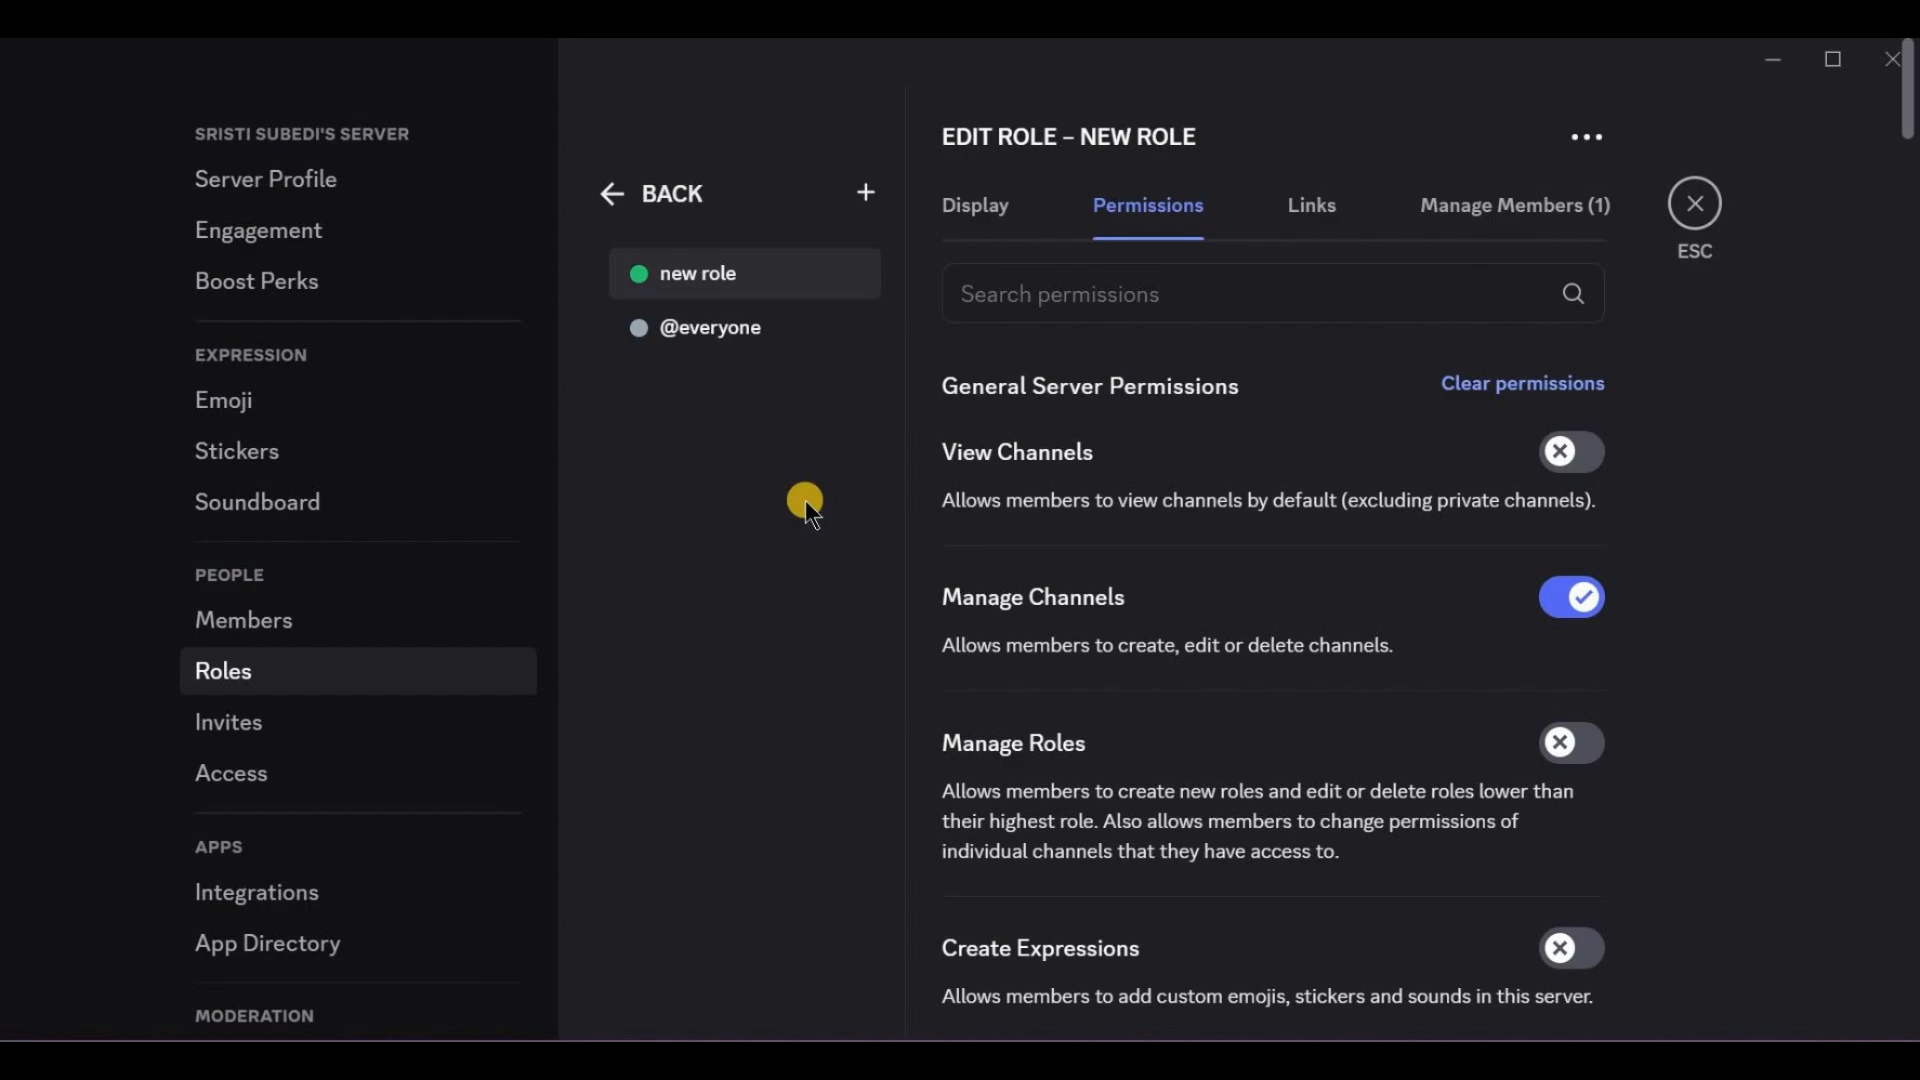 SRISTI SUBEDI'S SERVER
Server Profile
Engagement
Boost Perks
EXPRESSION
Emoji
Stickers
Soundboard
PEOPLE
Members
Roles
Invites
Access
APPS
Integrations
App Directory
MODERATION
BACK
new role
@everyone
EDIT ROLE – NEW ROLE
Display
Permissions
Links
Manage Members (1)
ESC
Search permissions
General Server Permissions
Clear permissions
View Channels
Allows members to view channels by default (excluding private channels).
Manage Channels
Allows members to create, edit or delete channels.
Manage Roles
Allows members to create new roles and edit or delete roles lower than
their highest role. Also allows members to change permissions of
individual channels that they have access to.
Create Expressions
Allows members to add custom emojis, stickers and sounds in this server.